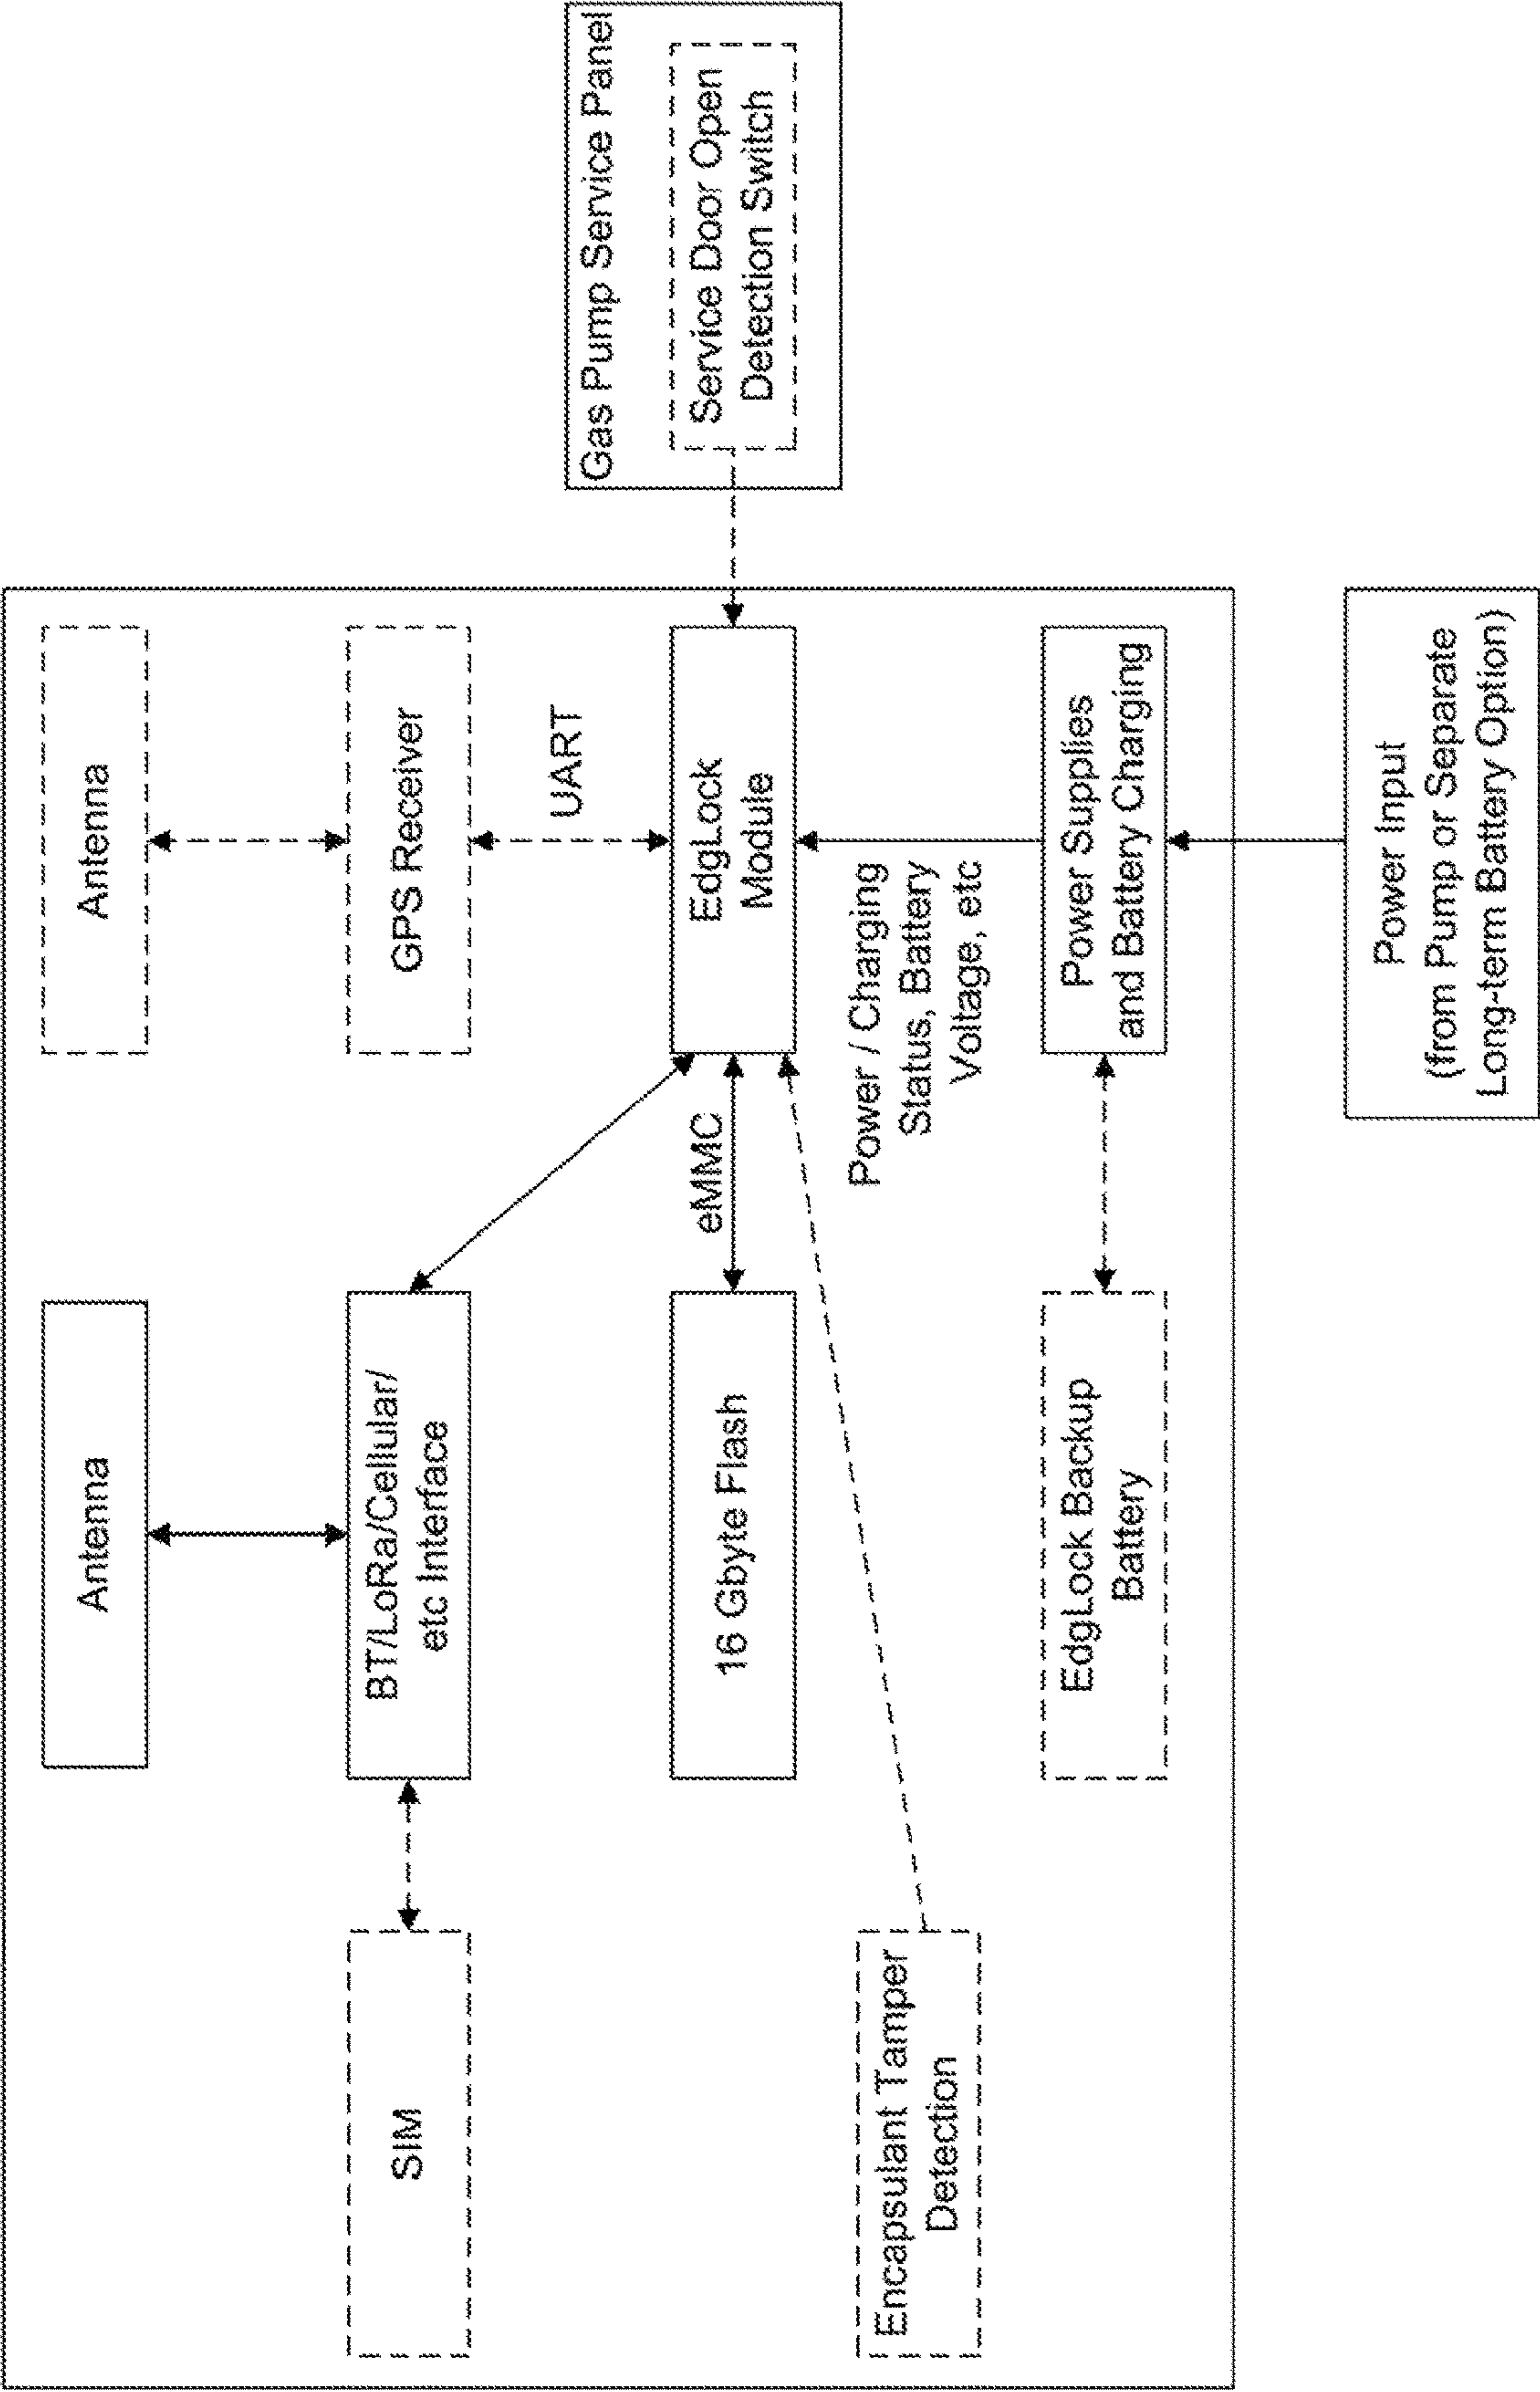 Antenna
Antenna
SIM
BT/LoRa/Cellular/
etc Interface
GPS Receiver
UART
Gas Pump Service Panel
Service Door Open
Detection Switch
16 Gbyte Flash
eMMC
EdgLock
Module
Encapsulant Tamper
Detection
Power / Charging
Status, Battery
Voltage, etc
EdgLock Backup
Battery
Power Supplies
and Battery Charging
Power Input
(from Pump or Separate
Long-term Battery Option)